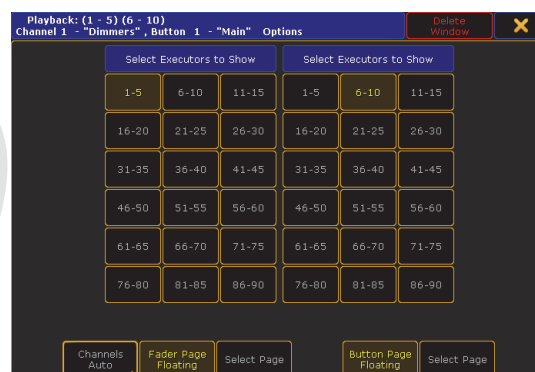 Playback: (1 - 5) (6 - 10)
Channel 1 - "Dimmers" , Button 1 - "Main" Options
Delete
Window
Select Executors to Show Select Executors to Show
1-5 6-10 11-15 1-5 6-10 11-15
16-20 21-25 26-30 16-20 21-25 26-30
31-35 36-40 41-45 31-35 36-40 41-45
46-50 51-55 56-60 46-50 51-55 56-60
61-65 66-70 71-75 61-65 66-70 71-75
76-80 81-85 86-90 76-80 81-85 86-90
Channels
Auto
Fader Page
Floating
Select Page
Button Page
Floating
Select Page